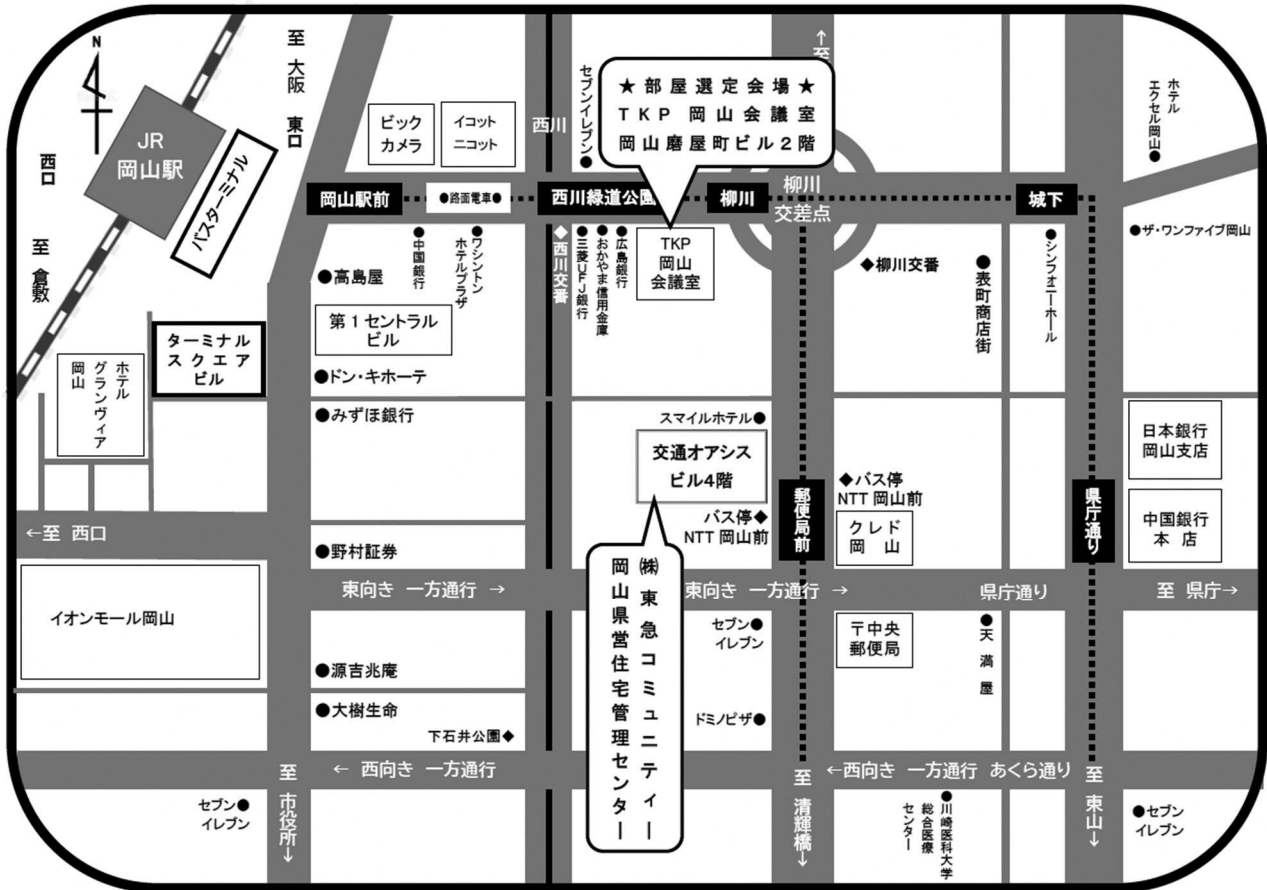 N
至 大阪
東口
西口
至 倉敷
JR
岡山駅
バスターミナル
ビック
カメラ
イコット
ニコット
西川
セブンイレブン●
★部屋選定会場★
TKP 岡山会議室
岡山磨屋町ビル2階
↑至
ホテル
エクセル岡山●
岡山駅前
●路面電車●
西川緑道公園
柳川
柳川
交差点
城下
●高島屋
●中国銀行
●ワシントン
ホテルプラザ
◆西川交番
●三菱UFJ銀行
●おかやま信用金庫
●広島銀行
TKP
岡山
会議室
◆柳川交番
●表町商店街
●シンフォニーホール
●ザ・ワンファイブ岡山
第1セントラル
ビル
ターミナル
スクエア
ビル
ホテル
グランヴィア
岡山
●ドン・キホーテ
●みずほ銀行
スマイルホテル●
交通オアシス
ビル4階
バス停◆
NTT 岡山前
郵便局前
◆バス停
NTT 岡山前
クレド
岡 山
県庁通り
日本銀行
岡山支店
中国銀行
本 店
←至 西口
●野村証券
東向き 一方通行 →
東向き 一方通行 →
県庁通り
至 県庁→
イオンモール岡山
㈱東急コミュニティー
岡山県営住宅管理センター
セブン●
イレブン
〒中央
郵便局
●天満屋
●源吉兆庵
●大樹生命
下石井公園◆
ドミノピザ●
← 西向き 一方通行
←西向き 一方通行 あくら通り
至 市役所→
至 清輝橋→
至 東山→
セブン●
イレブン
●川崎医科大学
総合医療
センター
●セブン
イレブン